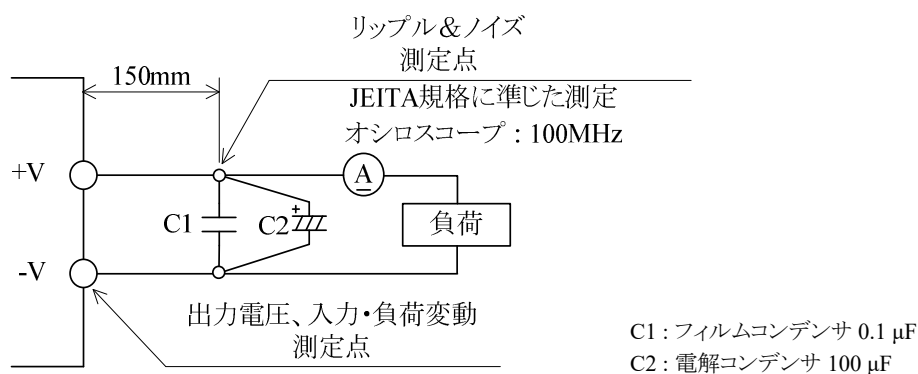 リップル＆ノイズ
測定点
150mm
JEITA規格に準じた測定
オシロスコープ : 100MHz
+V
A
C1
+
C2
負荷
-V
出力電圧、入力・負荷変動
測定点
C1 : フィルムコンデンサ 0.1 μF
C2 : 電解コンデンサ 100 μF